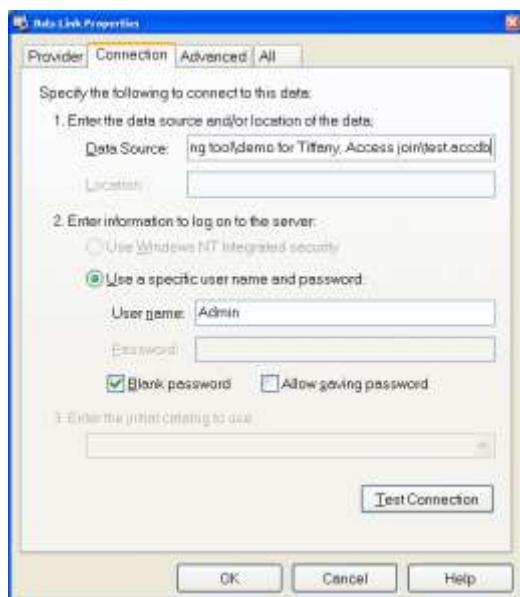 Data Link Properties
Provider Connection Advanced All
Specify the following to connect to this data:
1. Enter the data source and/or location of the data:
Data Source: ng tool\demo for Tiffany, Access join\test.accdb
Location:
2. Enter information to log on to the server:
Use Windows NT Integrated security
Use a specific user name and password:
User name: Admin
Password:
Blank password Allow saving password
3. Enter the initial catalog to use:
Test Connection
OK Cancel Help